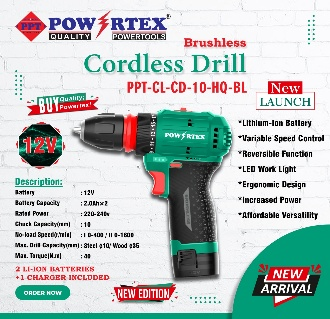 PPT
POWERTEX
QUALITY POWERTOOLS
Brushless
Cordless Drill
PPT-CL-CD-10-HQ-BL
New
LAUNCH
BUY Quality; Powertex!
12V
POWERTEX
•Lithium-Ion Battery
•Variable Speed Control
•Reversible Function
•LED Work Light
•Ergonomic Design
•Increased Power
•Affordable Versatility
Description:
Battery : 12V
Battery Capacity : 2.0Ah×2
Rated Power : 220-240v
Chuck Capacity(mm) : 10
No-load Speed(/min) : I 0-400 / II 0-1600
Max. Drill Capacity(mm) : Steel φ10/ Wood φ35
Max. Torque(N.m) : 40
2 LI-ION BATTERIES
+1 CHARGER INCLUDED
ORDER NOW
NEW EDITION
NEW
ARRIVAL